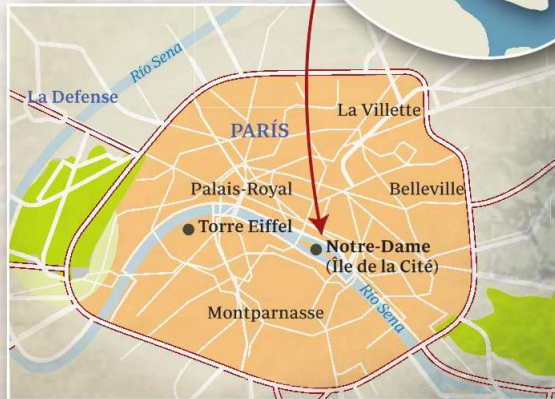 Río Sena
La Defense
La Villette
PARÍS
Palais-Royal
Belleville
Torre Eiffel
Notre-Dame
(Île de la Cité)
Río Sena
Montparnasse